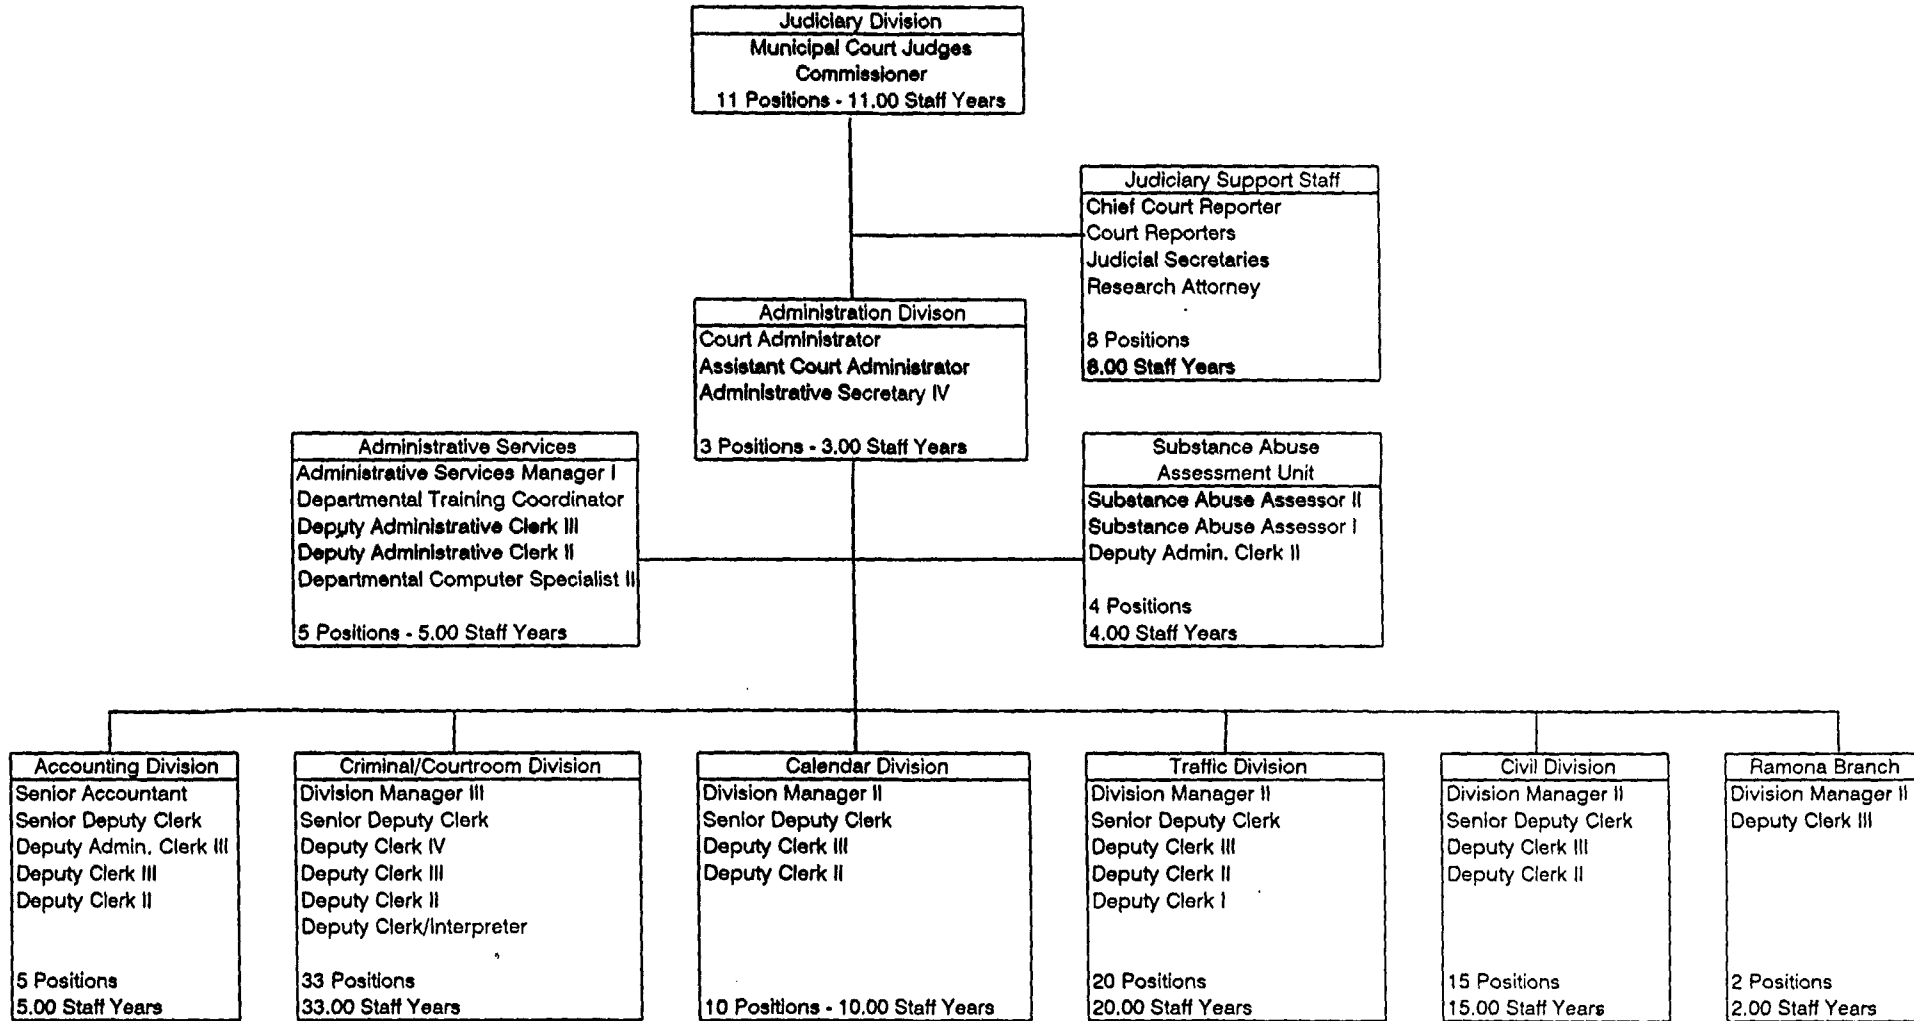 Judiciary Division
Municipal Court Judges
Commissioner
11 Positions - 11.00 Staff Years
Judiciary Support Staff
Chief Court Reporter
Court Reporters
Judicial Secretaries
Research Attorney
8 Positions
8.00 Staff Years
Administration Divison
Court Administrator
Assistant Court Administrator
Administrative Secretary IV
3 Positions - 3.00 Staff Years
Administrative Services
Administrative Services Manager I
Departmental Training Coordinator
Deputy Administrative Clerk III
Deputy Administrative Clerk II
Departmental Computer Specialist II
5 Positions - 5.00 Staff Years
Substance Abuse
Assessment Unit
Substance Abuse Assessor II
Substance Abuse Assessor I
Deputy Admin. Clerk II
4 Positions
4.00 Staff Years
Accounting Division
Senior Accountant
Senior Deputy Clerk
Deputy Admin. Clerk III
Deputy Clerk III
Deputy Clerk II
5 Positions
5.00 Staff Years
Criminal/Courtroom Division
Division Manager III
Senior Deputy Clerk
Deputy Clerk IV
Deputy Clerk III
Deputy Clerk II
Deputy Clerk/Interpreter
33 Positions
33.00 Staff Years
Calendar Division
Division Manager II
Senior Deputy Clerk
Deputy Clerk III
Deputy Clerk II
10 Positions - 10.00 Staff Years
Traffic Division
Division Manager II
Senior Deputy Clerk
Deputy Clerk III
Deputy Clerk II
Deputy Clerk I
20 Positions
20.00 Staff Years
Civil Division
Division Manager II
Senior Deputy Clerk
Deputy Clerk III
Deputy Clerk II
15 Positions
15.00 Staff Years
Ramona Branch
Division Manager II
Deputy Clerk III
2 Positions
2.00 Staff Years